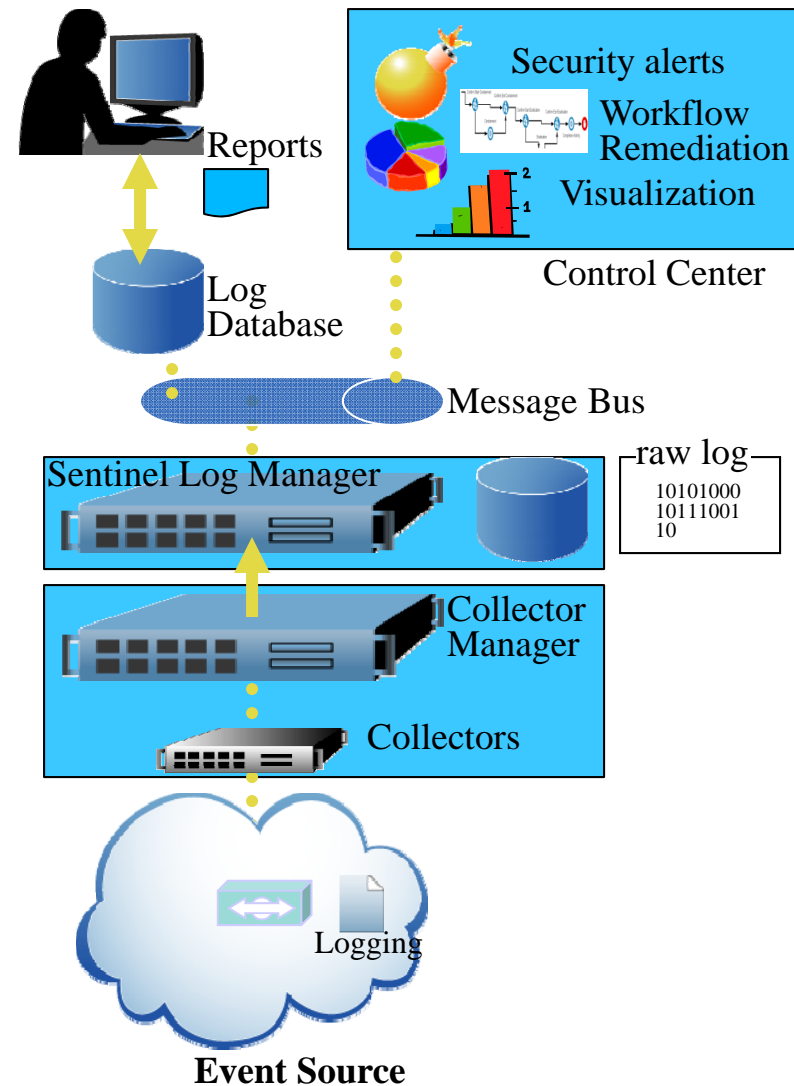 Security alerts
Workflow
Remediation
Visualization
2
1
Control Center
Reports
Log
Database
Message Bus
Sentinel Log Manager
raw log
10101000
10111001
10
Collector
Manager
Collectors
Logging
Event Source